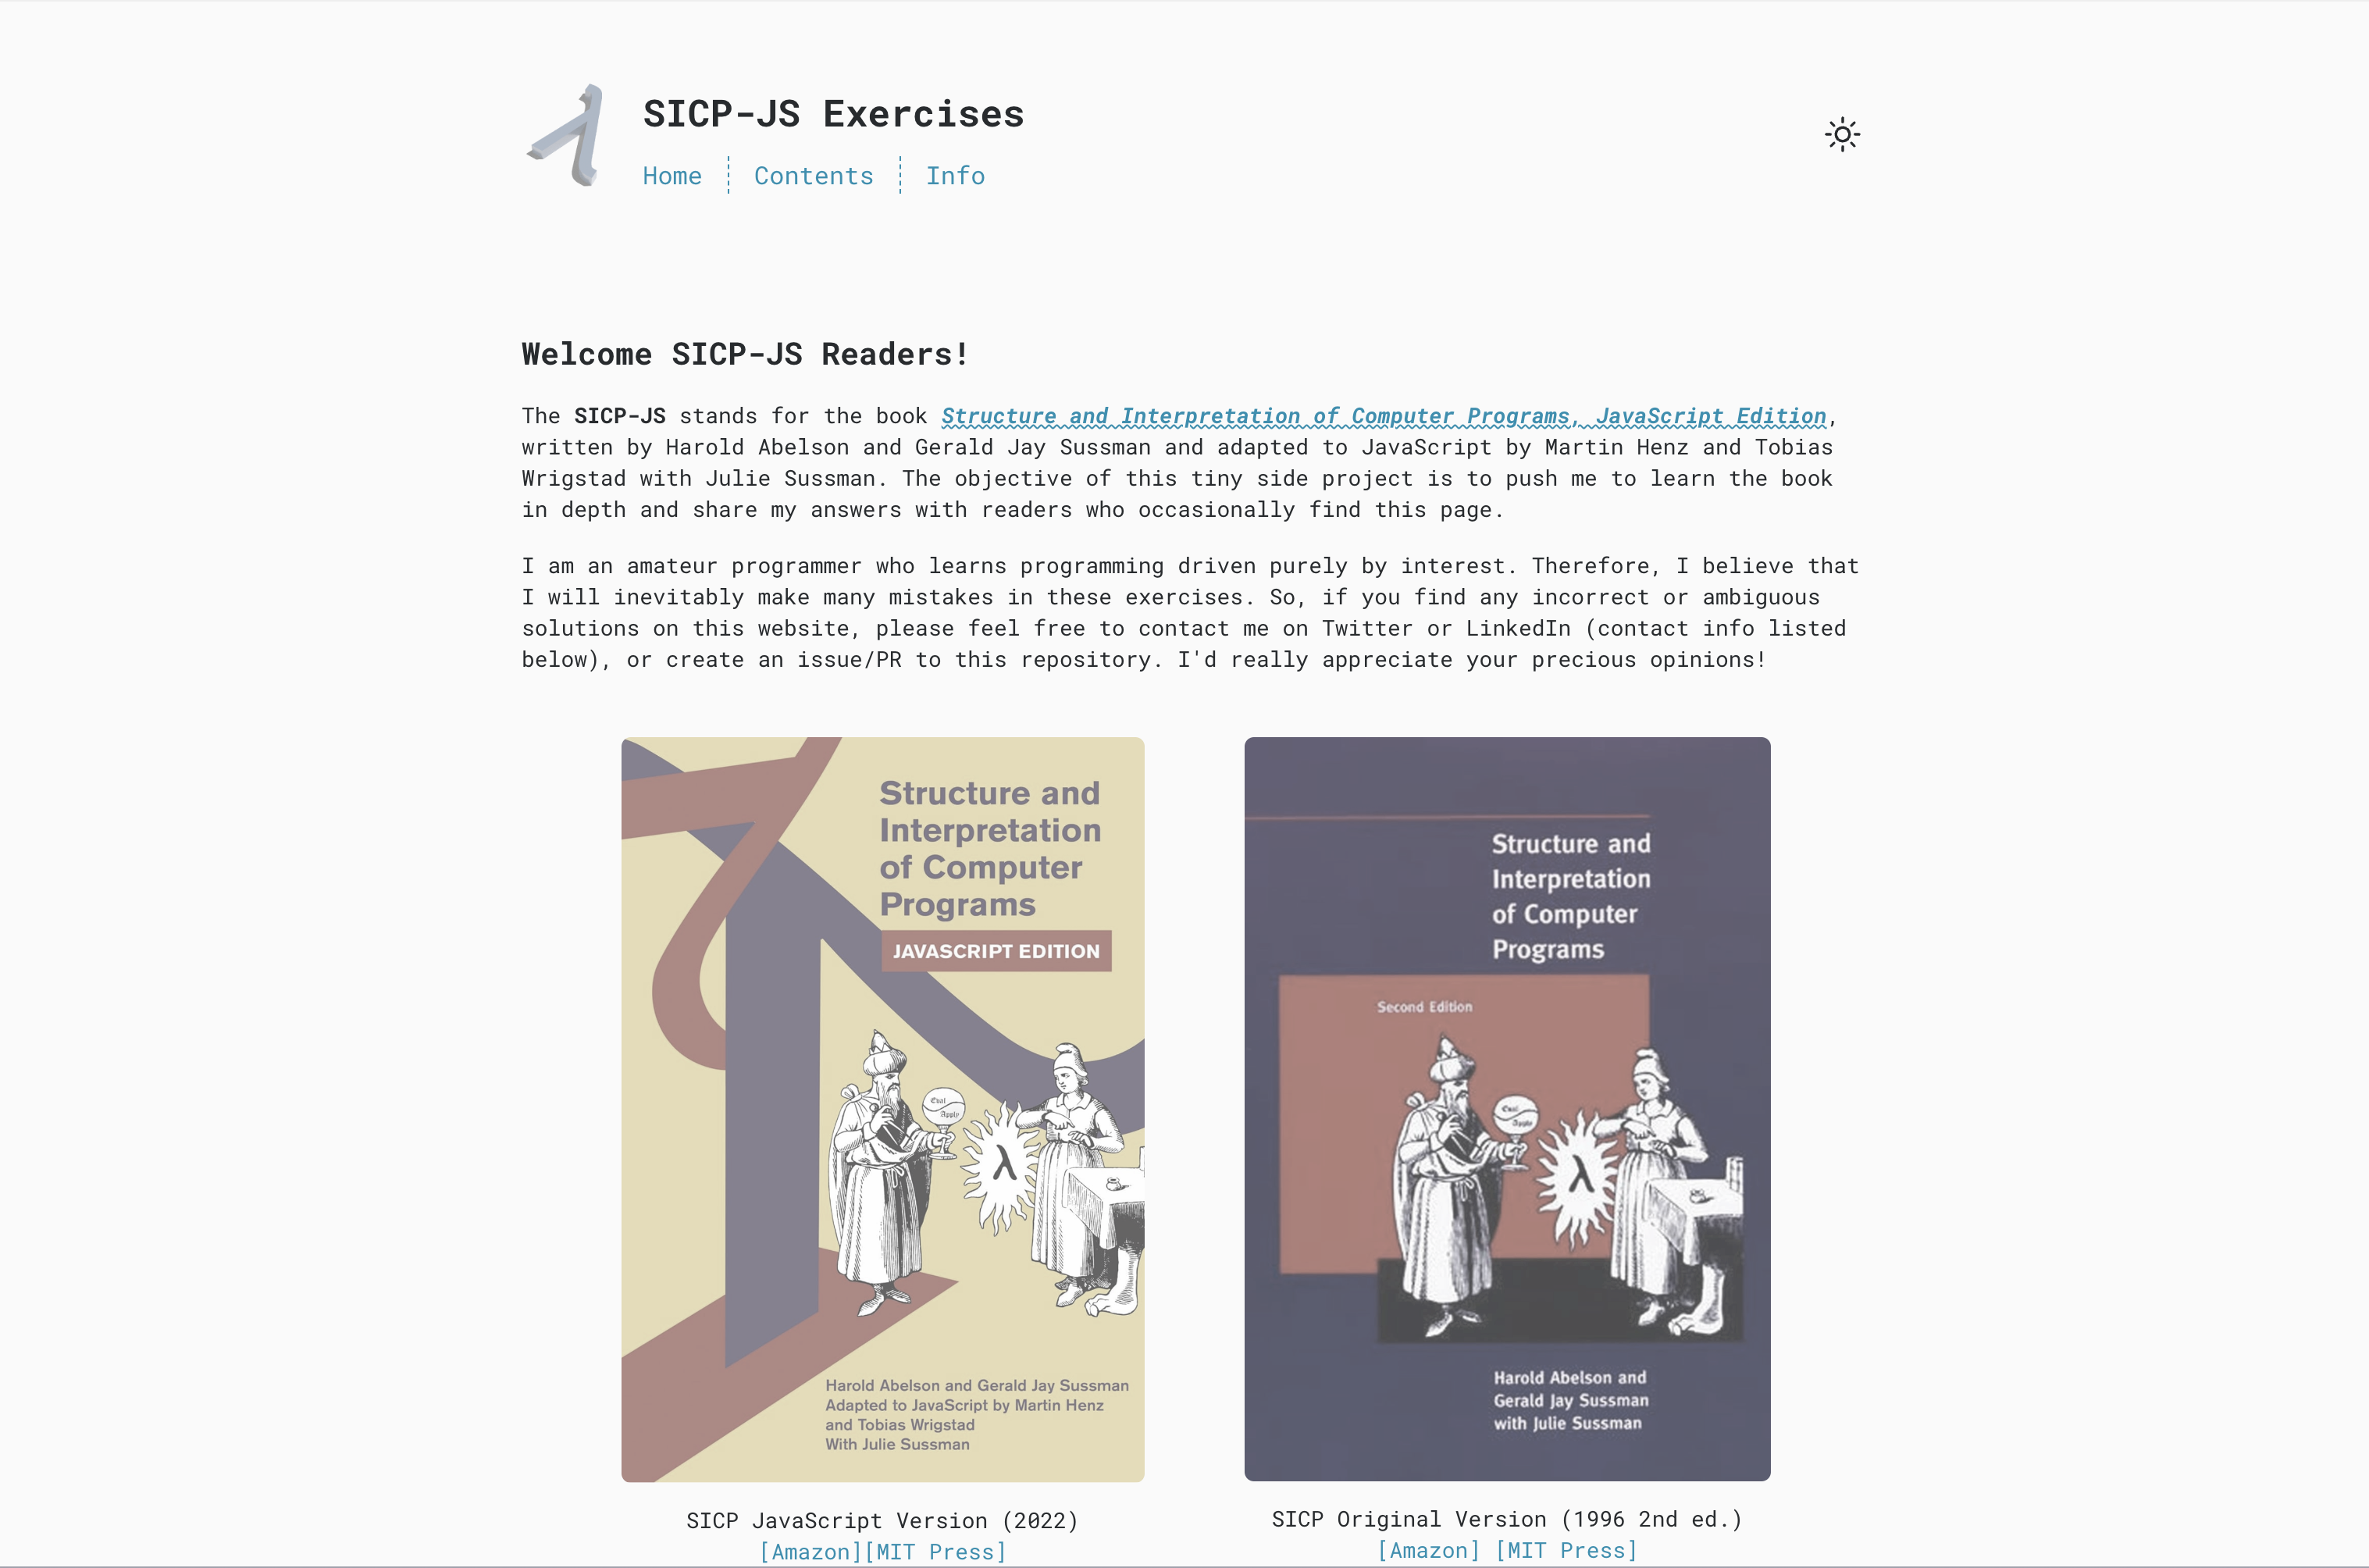 SICP-JS Exercises
Home
Contents
Info
Welcome SICP-JS Readers!
The SICP-JS stands for the book Structure and Interpretation of Computer Programs, JavaScript Edition,
written by Harold Abelson and Gerald Jay Sussman and adapted to JavaScript by Martin Henz and Tobias
Wrigstad with Julie Sussman. The objective of this tiny side project is to push me to learn the book
in depth and share my answers with readers who occasionally find this page.
I am an amateur programmer who learns programming driven purely by interest. Therefore, I believe that
I will inevitably make many mistakes in these exercises. So, if you find any incorrect or ambiguous
solutions on this website, please feel free to contact me on Twitter or LinkedIn (contact info listed
below), or create an issue/PR to this repository. I'd really appreciate your precious opinions!
Structure and
Interpretation
of Computer
Programs
JAVASCRIPT EDITION
Eval
Apply
λ
Harold Abelson and Gerald Jay Sussman
Adapted to JavaScript by Martin Henz
and Tobias Wrigstad
With Julie Sussman
SICP JavaScript Version (2022)
[Amazon][MIT Press]
Structure and
Interpretation
of Computer
Programs
Second Edition
Eval
Apply
λ
Harold Abelson and
Gerald Jay Sussman
with Julie Sussman
SICP Original Version (1996 2nd ed.)
[Amazon] [MIT Press]